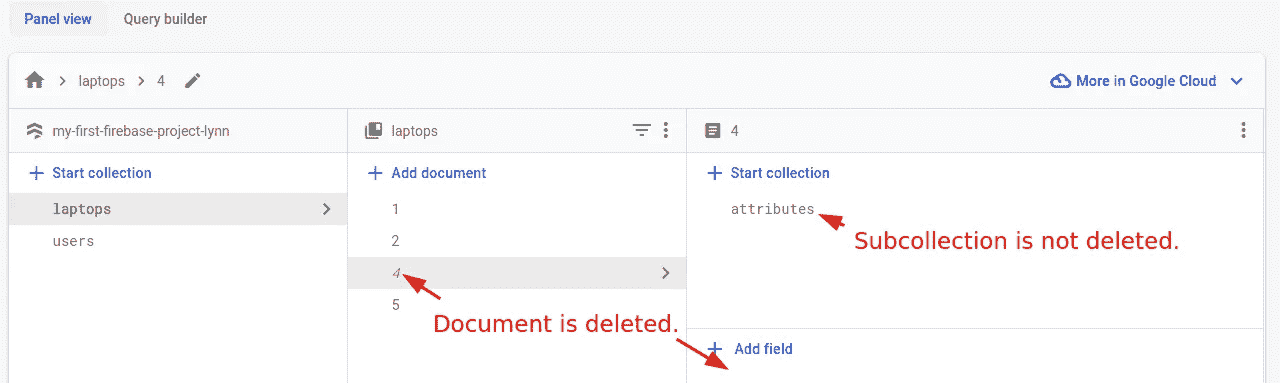 Panel view Query builder
laptops 4 More in Google Cloud
my-first-firebase-project-lynn
Start collection
laptops
users
laptops
Add document
1
2
4
5
4
Start collection
attributes
Subcollection is not deleted.
Document is deleted.
Add field